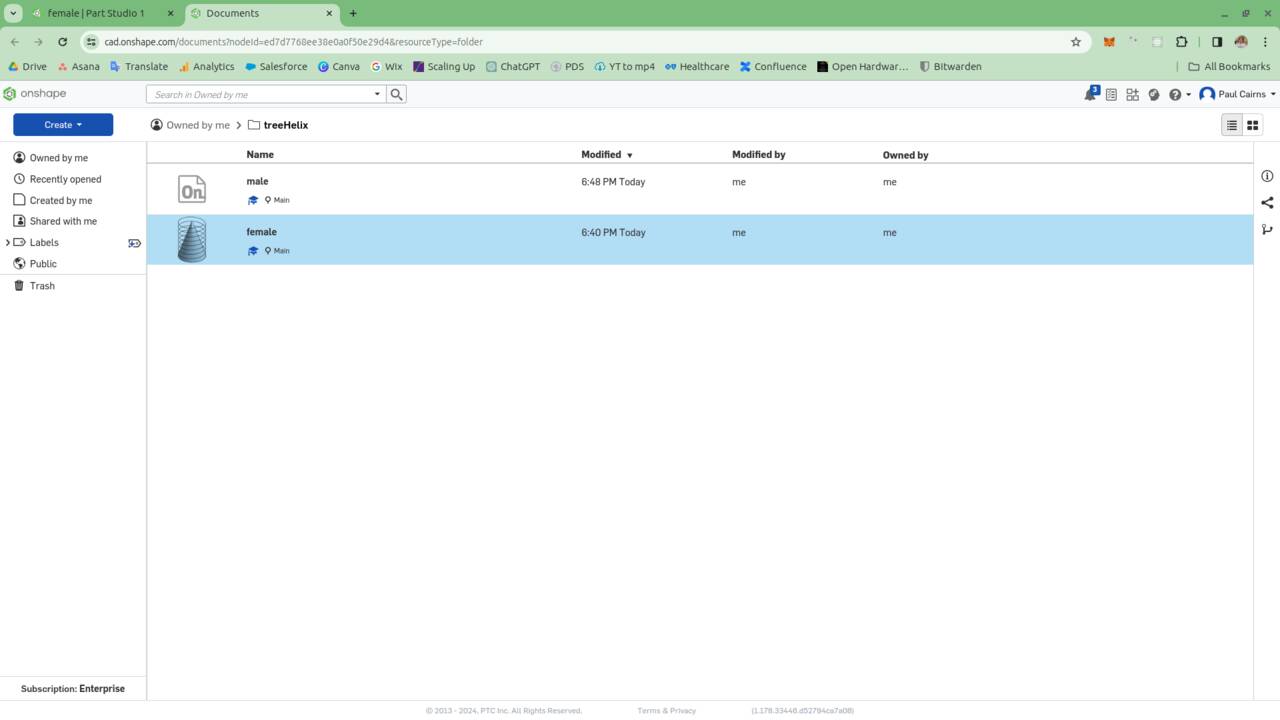 female | Part Studio 1
Documents
cad.onshape.com/documents?nodeId=ed7d7768ee38e0a0f50e29d4&resourceType=folder
Drive Asana Translate Analytics Salesforce Canva Wix Scaling Up ChatGPT PDS YT to mp4 Healthcare Confluence Open Hardwar... Bitwarden All Bookmarks
onshape Search in Owned by me 3 Paul Cairns
Create Owned by me > treeHelix
Name Modified Modified by Owned by
Owned by me
Recently opened
Created by me
Shared with me
Labels
Public
Trash
On
male 6:48 PM Today me me
Main
female 6:40 PM Today me me
Main
Subscription: Enterprise
© 2013 - 2024, PTC Inc. All Rights Reserved. Terms & Privacy (1.178.33446.d52794ca7a08)